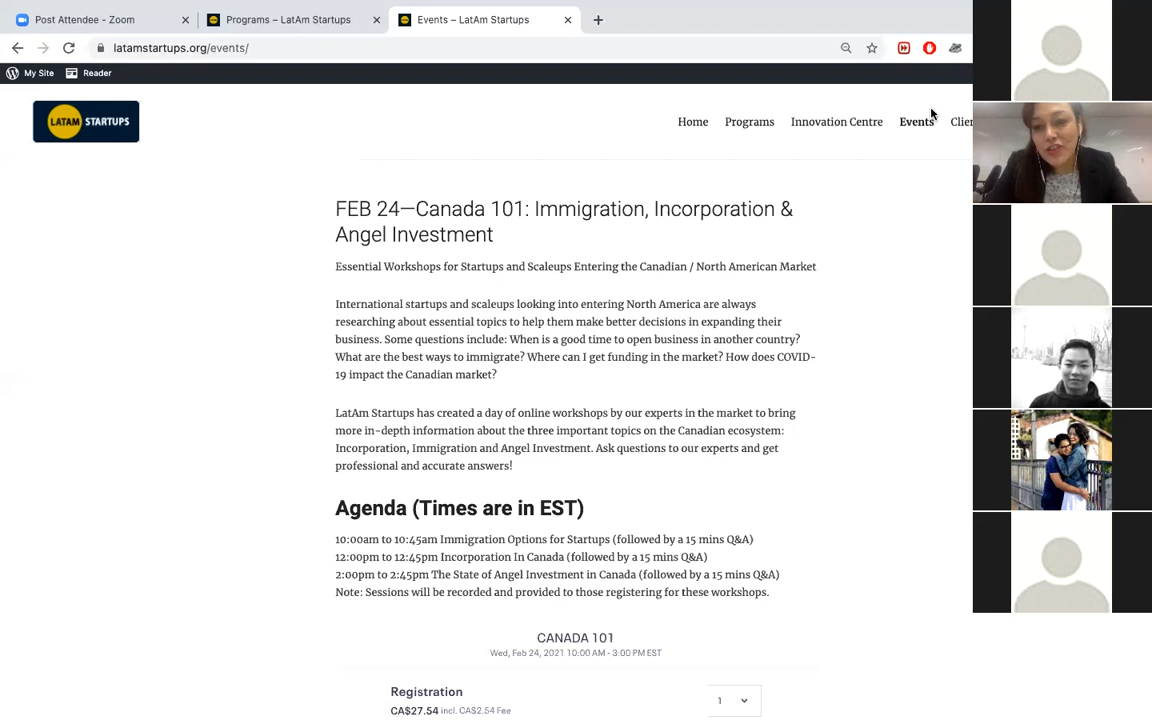 Post Attendee - Zoom
Programs – LatAm Startups
Events – LatAm Startups
latamstartups.org/events/
My Site
Reader
LATAM STARTUPS
Home
Programs
Innovation Centre
Events
FEB 24—Canada 101: Immigration, Incorporation &
Angel Investment
Essential Workshops for Startups and Scaleups Entering the Canadian / North American Market
International startups and scaleups looking into entering North America are always
researching about essential topics to help them make better decisions in expanding their
business. Some questions include: When is a good time to open business in another country?
What are the best ways to immigrate? Where can I get funding in the market? How does COVID-
19 impact the Canadian market?
LatAm Startups has created a day of online workshops by our experts in the market to bring
more in-depth information about the three important topics on the Canadian ecosystem:
Incorporation, Immigration and Angel Investment. Ask questions to our experts and get
professional and accurate answers!
Agenda (Times are in EST)
10:00am to 10:45am Immigration Options for Startups (followed by a 15 mins Q&A)
12:00pm to 12:45pm Incorporation In Canada (followed by a 15 mins Q&A)
2:00pm to 2:45pm The State of Angel Investment in Canada (followed by a 15 mins Q&A)
Note: Sessions will be recorded and provided to those registering for these workshops.
CANADA 101
Wed, Feb 24, 2021 10:00 AM - 3:00 PM EST
Registration
1
CA$27.54 incl. CA$2.54 Fee